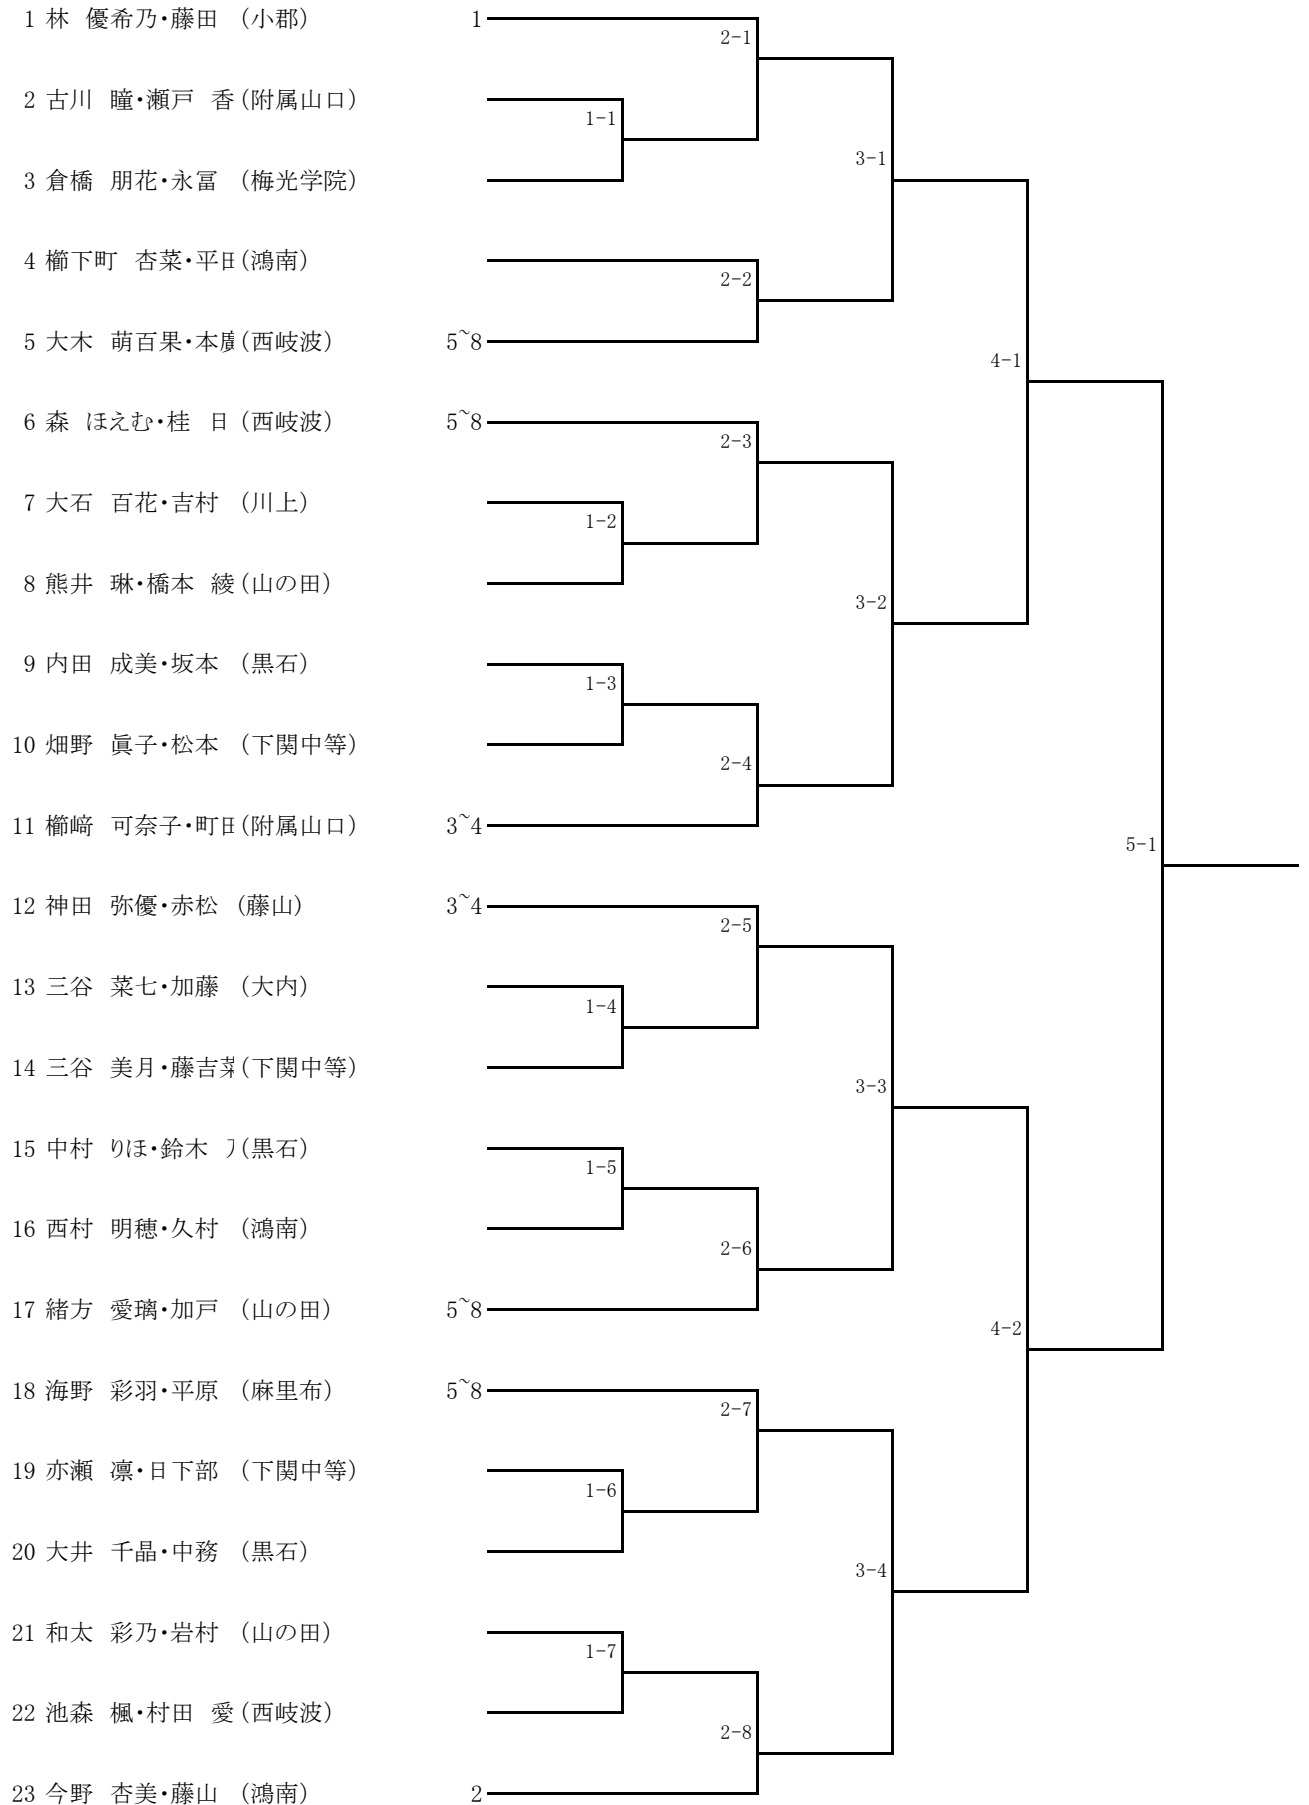 1 林 優希乃・藤田 (小郡) 1
2-1
2 古川 瞳・瀬戸 香 (附属山口)
1-1
3-1
3 倉橋 朋花・永冨 (梅光学院)
4 櫛下町 杏菜・平田 (鴻南)
2-2
5 大木 萌百果・本 (西岐波) 5~8
4-1
6 森 ほえむ・桂 日 (西岐波) 5~8
2-3
7 大石 百花・吉村 (川上)
1-2
8 熊井 琳・橋本 綾 (山の田)
3-2
9 内田 成美・坂本 (黒石)
1-3
10 畑野 眞子・松本 (下関中等)
2-4
11 櫛﨑 可奈子・町田 (附属山口) 3~4
5-1
12 神田 弥優・赤松 (藤山) 3~4
2-5
13 三谷 菜七・加藤 (大内)
1-4
14 三谷 美月・藤吉 (下関中等)
3-3
15 中村 りほ・鈴木 (黒石)
1-5
16 西村 明穂・久村 (鴻南)
2-6
17 緒方 愛璃・加戸 (山の田) 5~8
4-2
18 海野 彩羽・平原 (麻里布) 5~8
2-7
19 亦瀬 凛・日下部 (下関中等)
1-6
20 大井 千晶・中務 (黒石)
3-4
21 和太 彩乃・岩村 (山の田)
1-7
22 池森 楓・村田 愛 (西岐波)
2-8
23 今野 杏美・藤山 (鴻南) 2